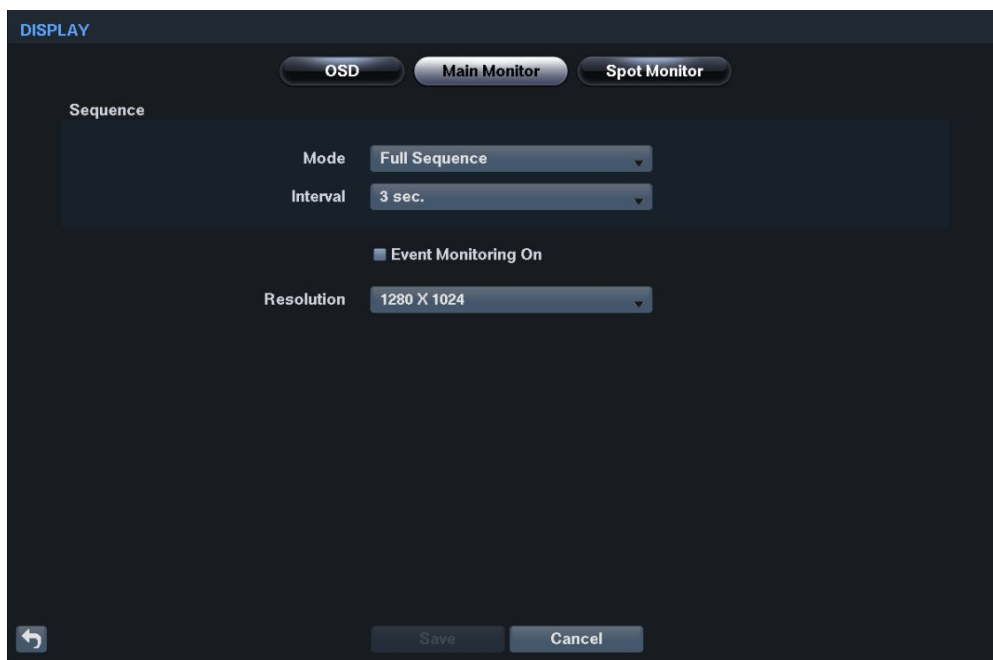 DISPLAY
OSD Main Monitor Spot Monitor
Sequence
Mode Full Sequence
Interval 3 sec.
Event Monitoring On
Resolution 1280 X 1024
Save Cancel